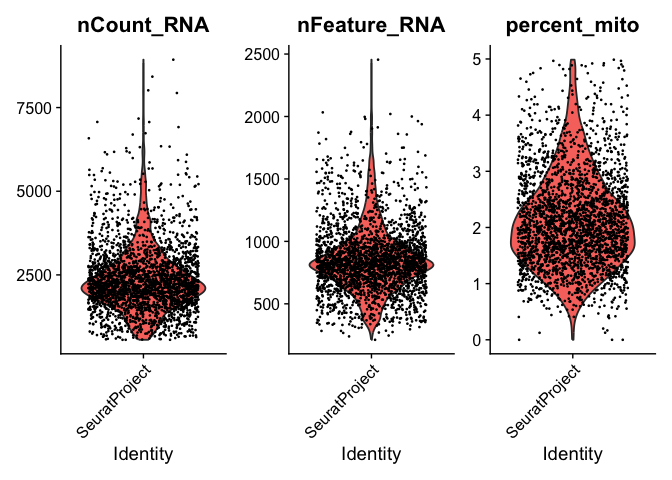 nCount_RNA
7500
5000
2500
SeuratProject
Identity
nFeature_RNA
2500
2000
1500
1000
500
SeuratProject
Identity
percent_mito
5
4
3
2
1
0
SeuratProject
Identity